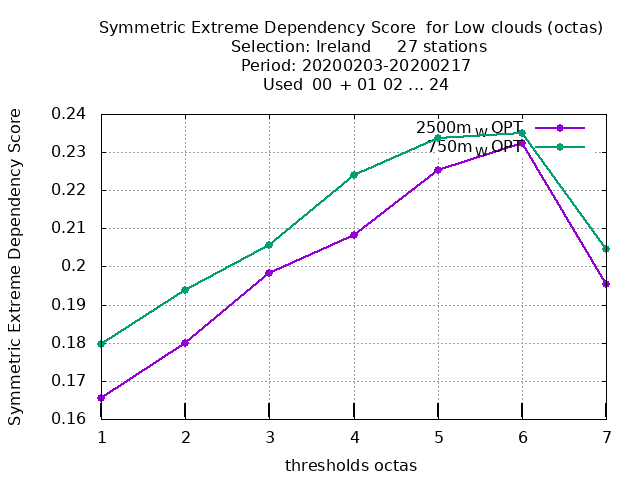 Symmetric Extreme Dependency Score for Low clouds (octas)
Selection: Ireland 27 stations
Period: 20200203-20200217
Used 00 + 01 02 ... 24
Symmetric Extreme Dependency Score
0.24
0.23
0.22
0.21
0.2
0.19
0.18
0.17
0.16
2500m W OPT
750m W OPT
1 2 3 4 5 6 7
thresholds octas